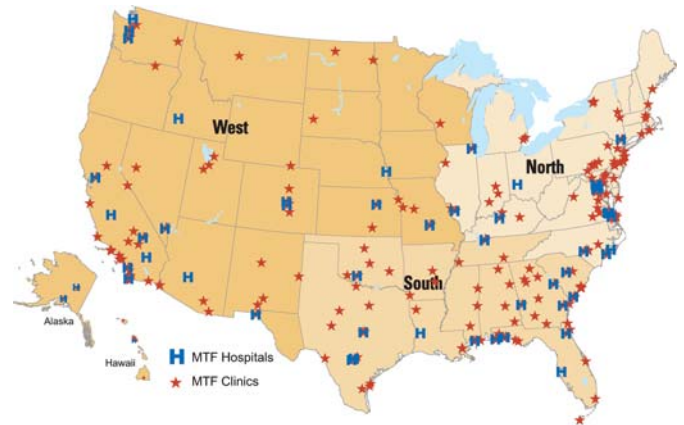 West
North
South
Alaska
Hawaii
H MTF Hospitals
MTF Clinics